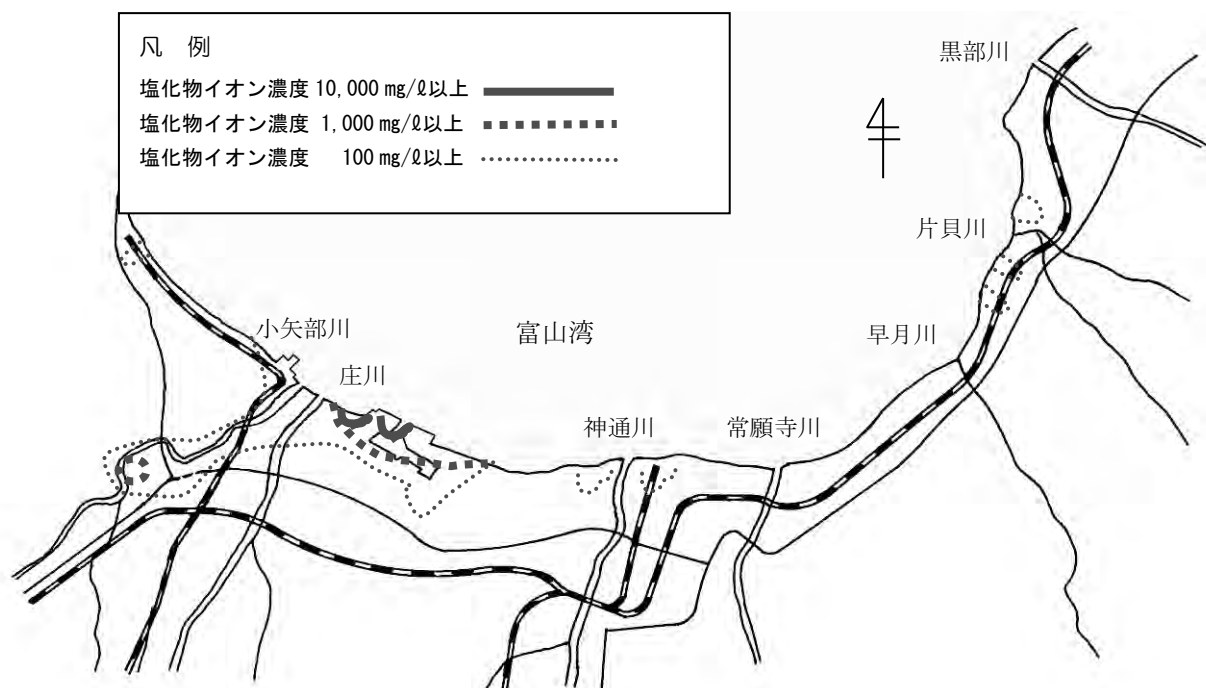 凡 例
塩化物イオン濃度 10,000 mg/ℓ以上
塩化物イオン濃度 1,000 mg/ℓ以上
塩化物イオン濃度 100 mg/ℓ以上
黒部川
片貝川
小矢部川
富山湾
早月川
庄川
神通川
常願寺川